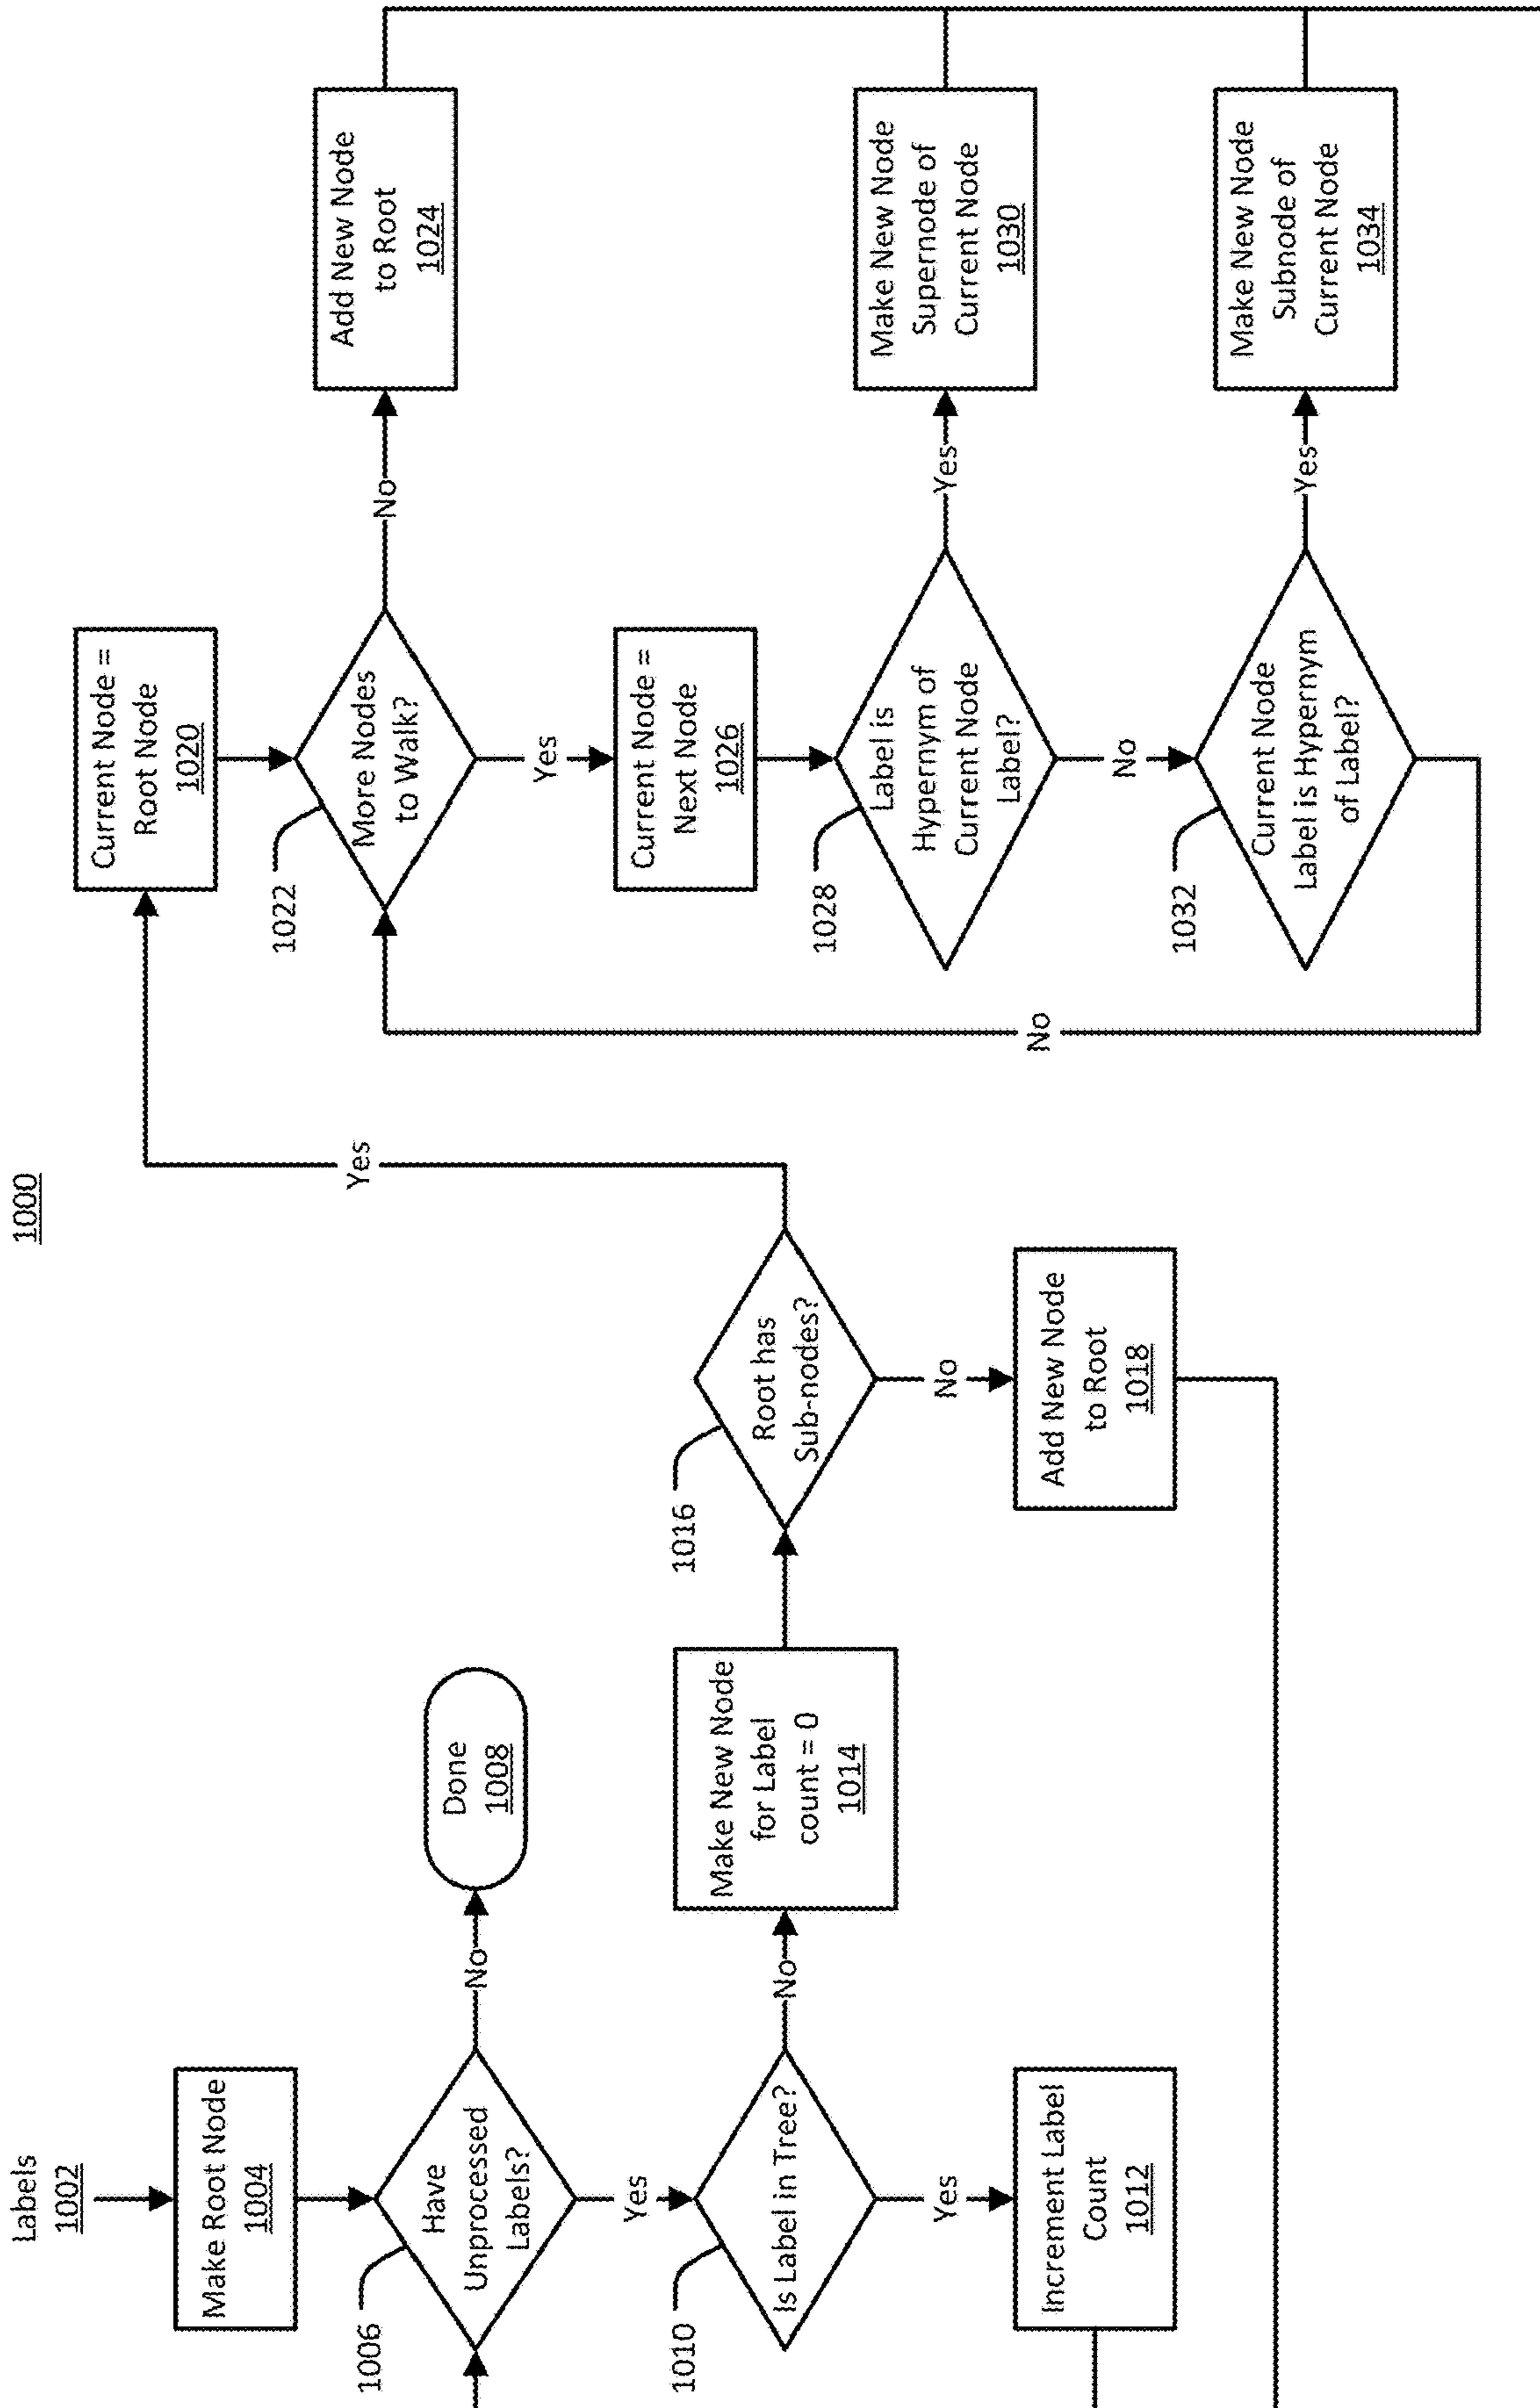 1000
Labels
1002
Make Root Node
1004
Have
Unprocessed
Labels?
1006
No
Done
1008
Yes
Is Label in Tree?
1010
Yes
Increment Label
Count
1012
No
Make New Node
for Label
count = 0
1014
Root has
Sub-nodes?
1016
No
Add New Node
to Root
1018
Yes
Current Node =
Root Node
1020
More Nodes
to Walk?
1022
No
Add New Node
to Root
1024
Yes
Current Node =
Next Node
1026
Label is
Hypernym of
Current Node
Label?
1028
Yes
Make New Node
Supernode of
Current Node
1030
No
Current Node
Label is Hypernym
of Label?
1032
Yes
Make New Node
Subnode of
Current Node
1034
No